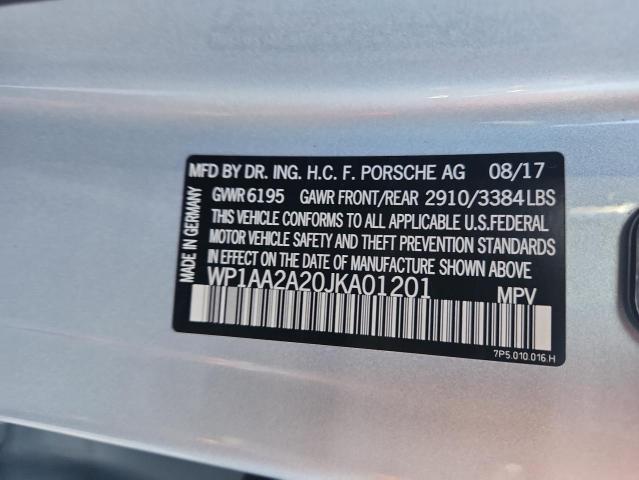 MFD BY DR. ING. H.C. F. PORSCHE AG 08/17
GVWR 6195 GAWR FRONT/REAR 2910/3384 LBS
THIS VEHICLE CONFORMS TO ALL APPLICABLE U.S.FEDERAL
MOTOR VEHICLE SAFETY AND THEFT PREVENTION STANDARDS
IN EFFECT ON THE DATE OF MANUFACTURE SHOWN ABOVE
WP1AA2A20JKA01201 MPV
7P5.010.016.H
MADE IN GERMANY